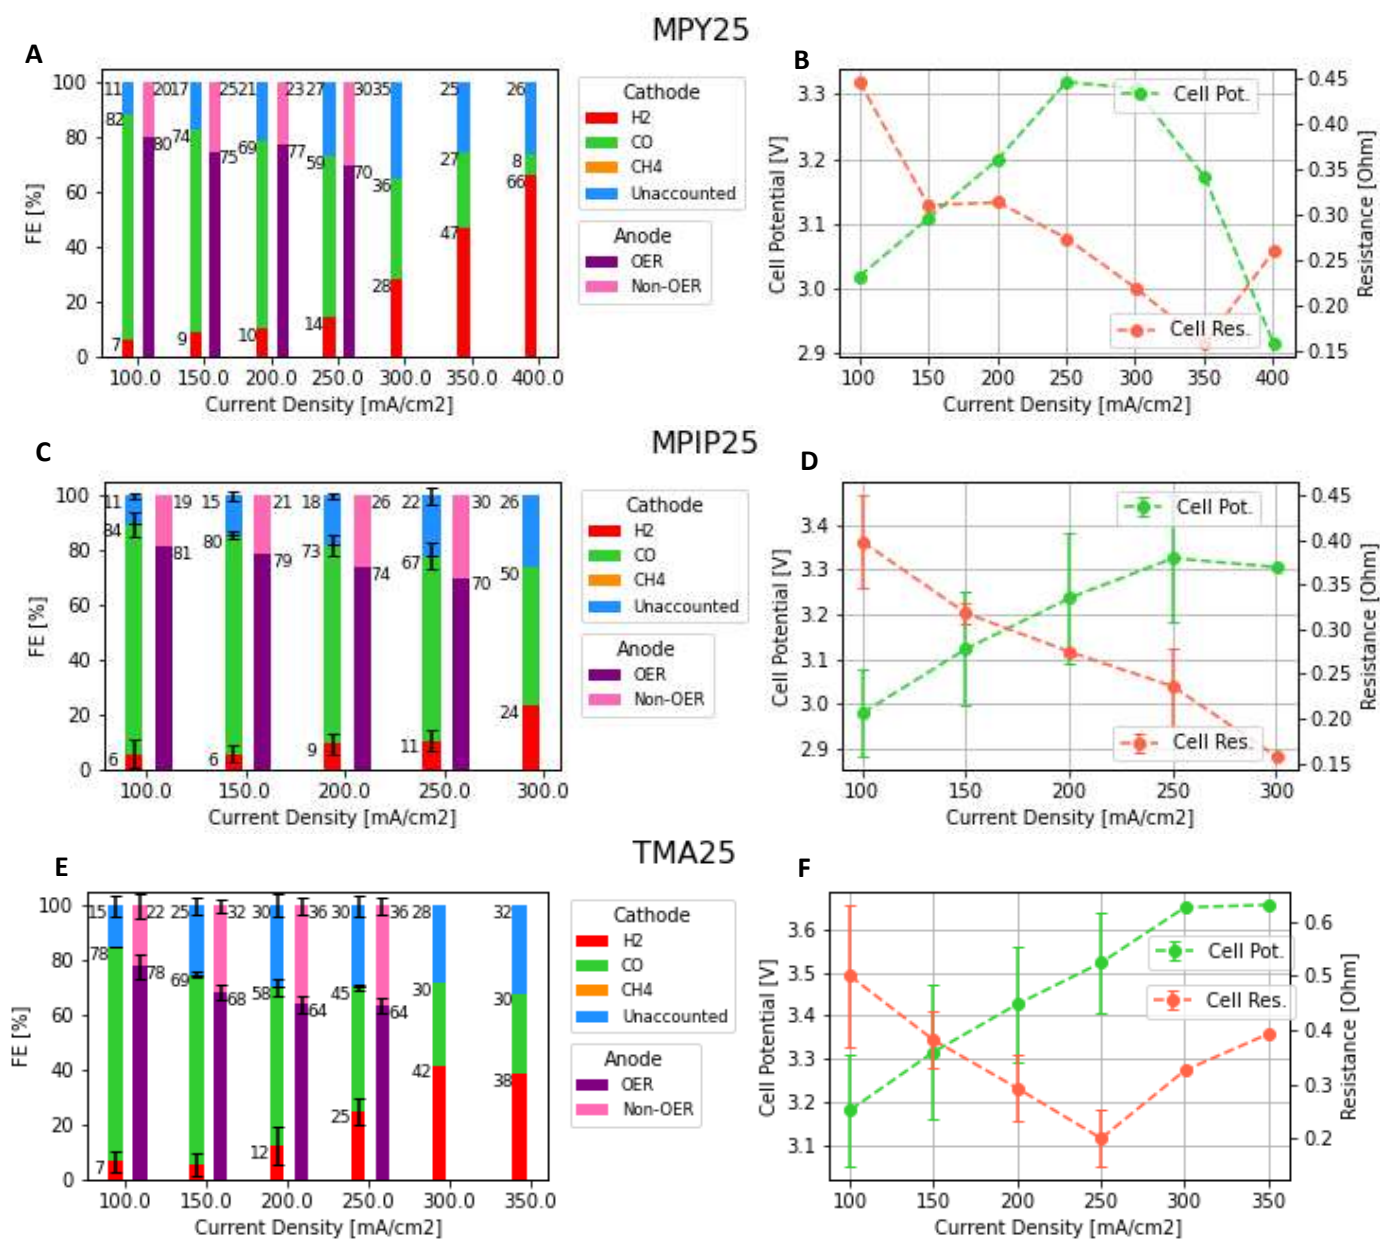 MPY25
A
100
80
60
40
20
0
FE [%]
11 20 17 25 21 23 27 30 35 25 26
82 80 74 75 69 77 59 70 36 27 8
7 9 10 14 28 47 66
100.0 150.0 200.0 250.0 300.0 350.0 400.0
Current Density [mA/cm2]
Cathode
H2
CO
CH4
Unaccounted
Anode
OER
Non-OER
B
3.3
3.2
3.1
3.0
2.9
Cell Potential [V]
Cell Pot.
Cell Res.
0.45
0.40
0.35
0.30
0.25
0.20
0.15
Resistance [Ohm]
100 150 200 250 300 350 400
Current Density [mA/cm2]
MPIP25
C
100
80
60
40
20
0
FE [%]
11 19 15 21 18 26 22 30 26
84 81 80 79 73 74 67 70 50
6 6 9 11 24
100.0 150.0 200.0 250.0 300.0
Current Density [mA/cm2]
Cathode
H2
CO
CH4
Unaccounted
Anode
OER
Non-OER
D
3.4
3.3
3.2
3.1
3.0
2.9
Cell Potential [V]
Cell Pot.
Cell Res.
0.45
0.40
0.35
0.30
0.25
0.20
0.15
Resistance [Ohm]
100 150 200 250 300
Current Density [mA/cm2]
TMA25
E
100
80
60
40
20
0
FE [%]
15 22 25 32 30 36 30 36 28 32
78 78 69 68 58 64 45 64 30 30
7 12 25 42 38
100.0 150.0 200.0 250.0 300.0 350.0
Current Density [mA/cm2]
Cathode
H2
CO
CH4
Unaccounted
Anode
OER
Non-OER
F
3.6
3.5
3.4
3.3
3.2
3.1
Cell Potential [V]
Cell Pot.
Cell Res.
0.6
0.5
0.4
0.3
0.2
Resistance [Ohm]
100 150 200 250 300 350
Current Density [mA/cm2]